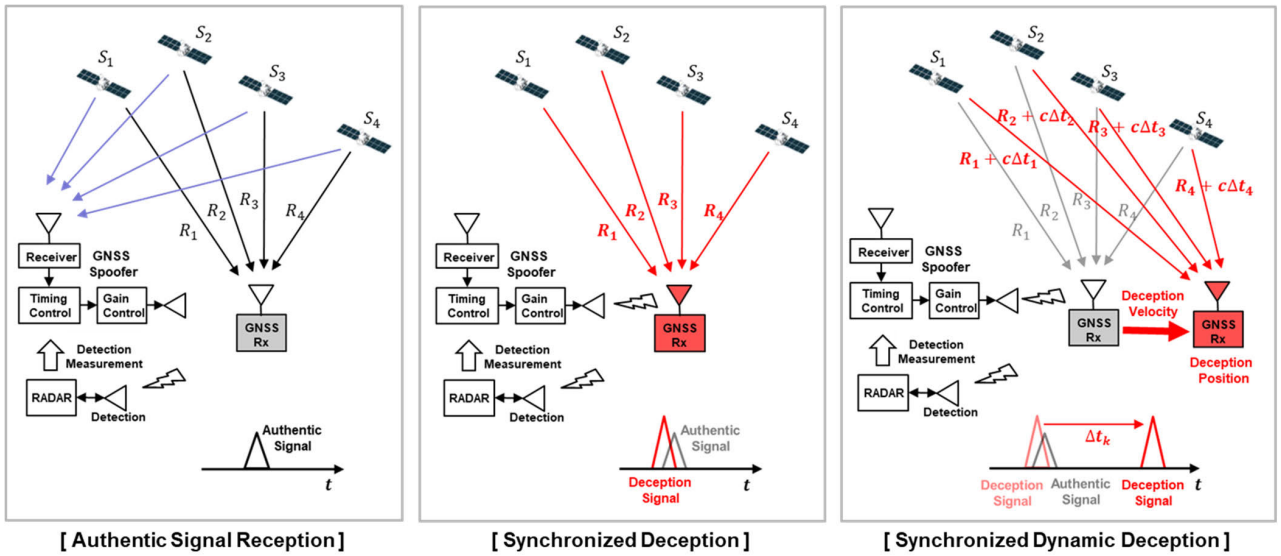 S1
S2
S3
S4
R1
R2
R3
R4
Receiver
GNSS
Spoofer
Timing
Control
Gain
Control
GNSS
Rx
Detection
Measurement
RADAR
Detection
Authentic
Signal
t
[ Authentic Signal Reception ]
S1
S2
S3
S4
R1
R2
R3
R4
Receiver
GNSS
Spoofer
Timing
Control
Gain
Control
GNSS
Rx
Detection
Measurement
RADAR
Detection
Authentic
Signal
Deception
Signal
t
[ Synchronized Deception ]
S1
S2
S3
S4
R2 + cΔt2
R3 + cΔt3
R1 + cΔt1
R4 + cΔt4
R1
R2
R3
R4
Receiver
GNSS
Spoofer
Timing
Control
Gain
Control
GNSS
Rx
Deception
Velocity
GNSS
Rx
Deception
Position
Detection
Measurement
RADAR
Detection
Δtk
Deception
Signal
Authentic
Signal
Deception
Signal
t
[ Synchronized Dynamic Deception ]